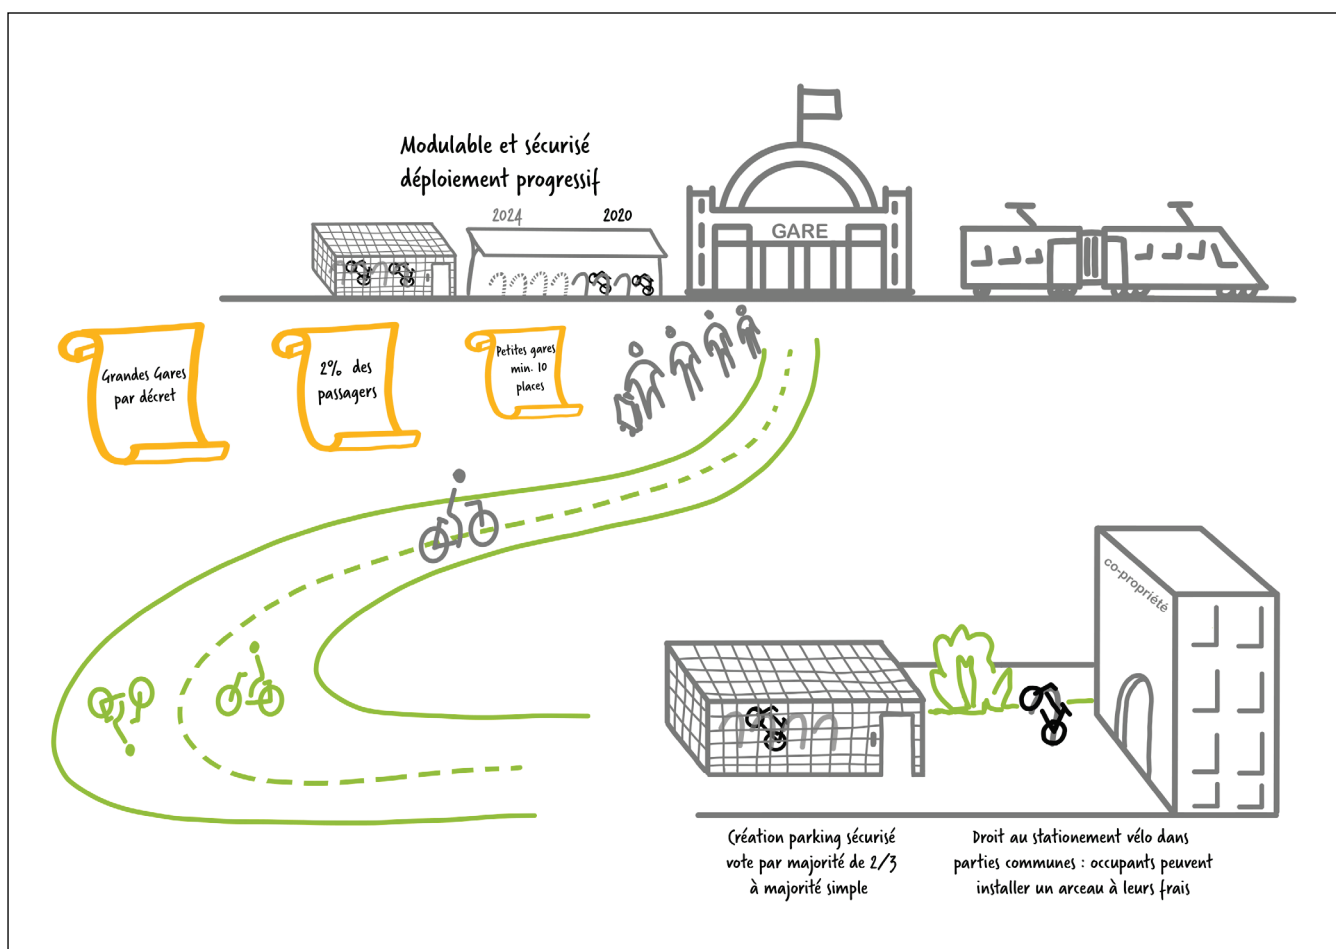 Modulable et sécurisé
déploiement progressif
2024
2020
GARE
Grandes Gares
par décret
2% des
passagers
Petites gares
min. 10
places
co-propriété
Création parking sécurisé
vote par majorité de 2/3
à majorité simple
Droit au stationement vélo dans
parties communes : occupants peuvent
installer un arceau à leurs frais